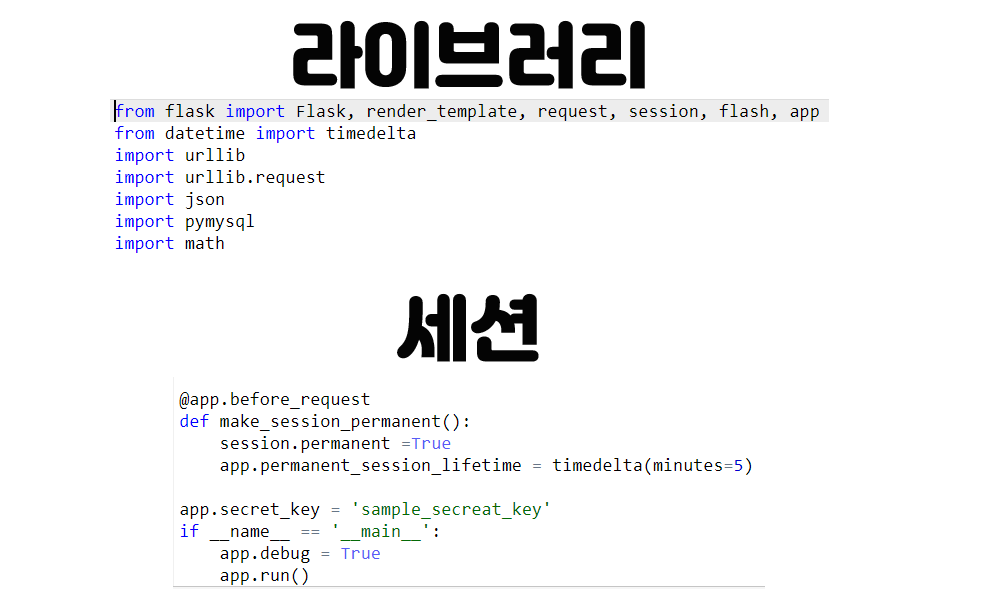 라이브러리
from flask import Flask, render_template, request, session, flash, app
from datetime import timedelta
import urllib
import urllib.request
import json
import pymysql
import math
세션
@app.before_request
def make_session_permanent():
    session.permanent =True
    app.permanent_session_lifetime = timedelta(minutes=5)
app.secret_key = 'sample_secreat_key'
if __name__ == '__main__':
    app.debug = True
    app.run()